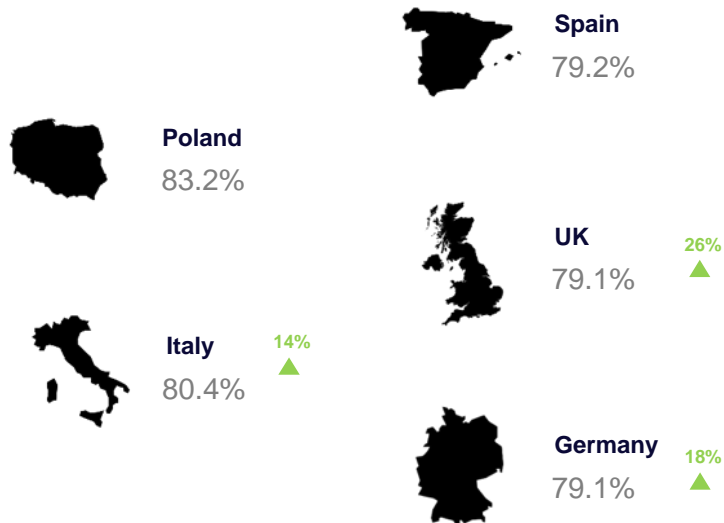 Poland
83.2%
Italy
14%
80.4%
Spain
79.2%
UK
26%
79.1%
Germany
18%
79.1%